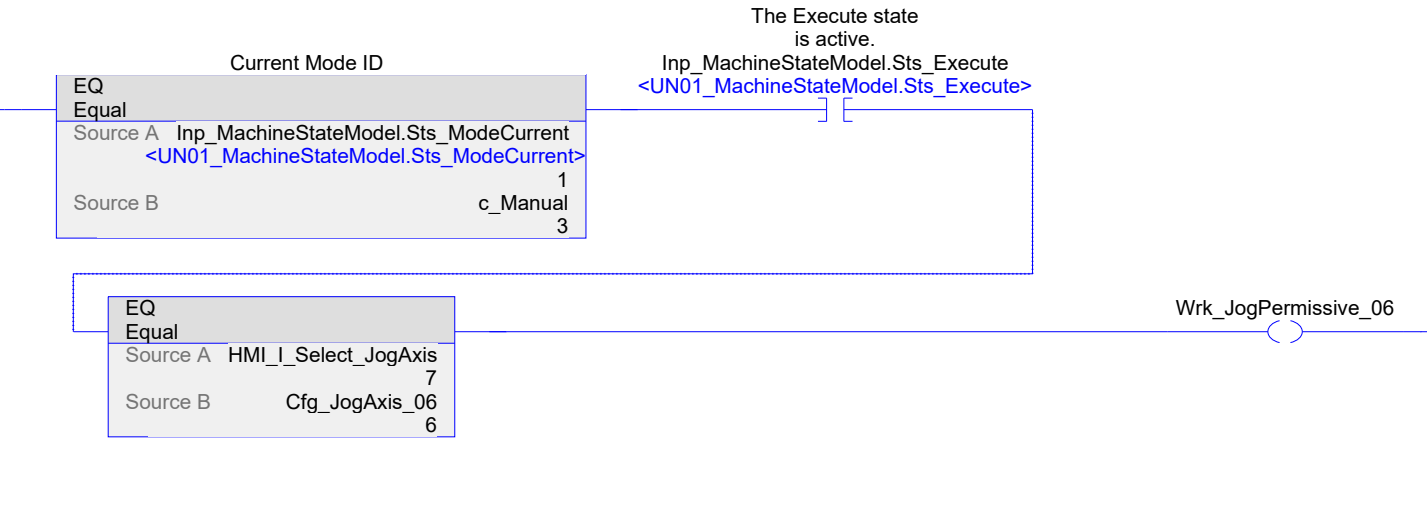 The Execute state
is active.
Current Mode ID
Inp_MachineStateModel.Sts_Execute
EQ
<UN01_MachineStateModel.Sts_Execute>
Equal
Source A Inp_MachineStateModel.Sts_ModeCurrent
<UN01_MachineStateModel.Sts_ModeCurrent>
1
Source B c_Manual
3
EQ
Wrk_JogPermissive_06
Equal
Source A HMI_I_Select_JogAxis
7
Source B Cfg_JogAxis_06
6